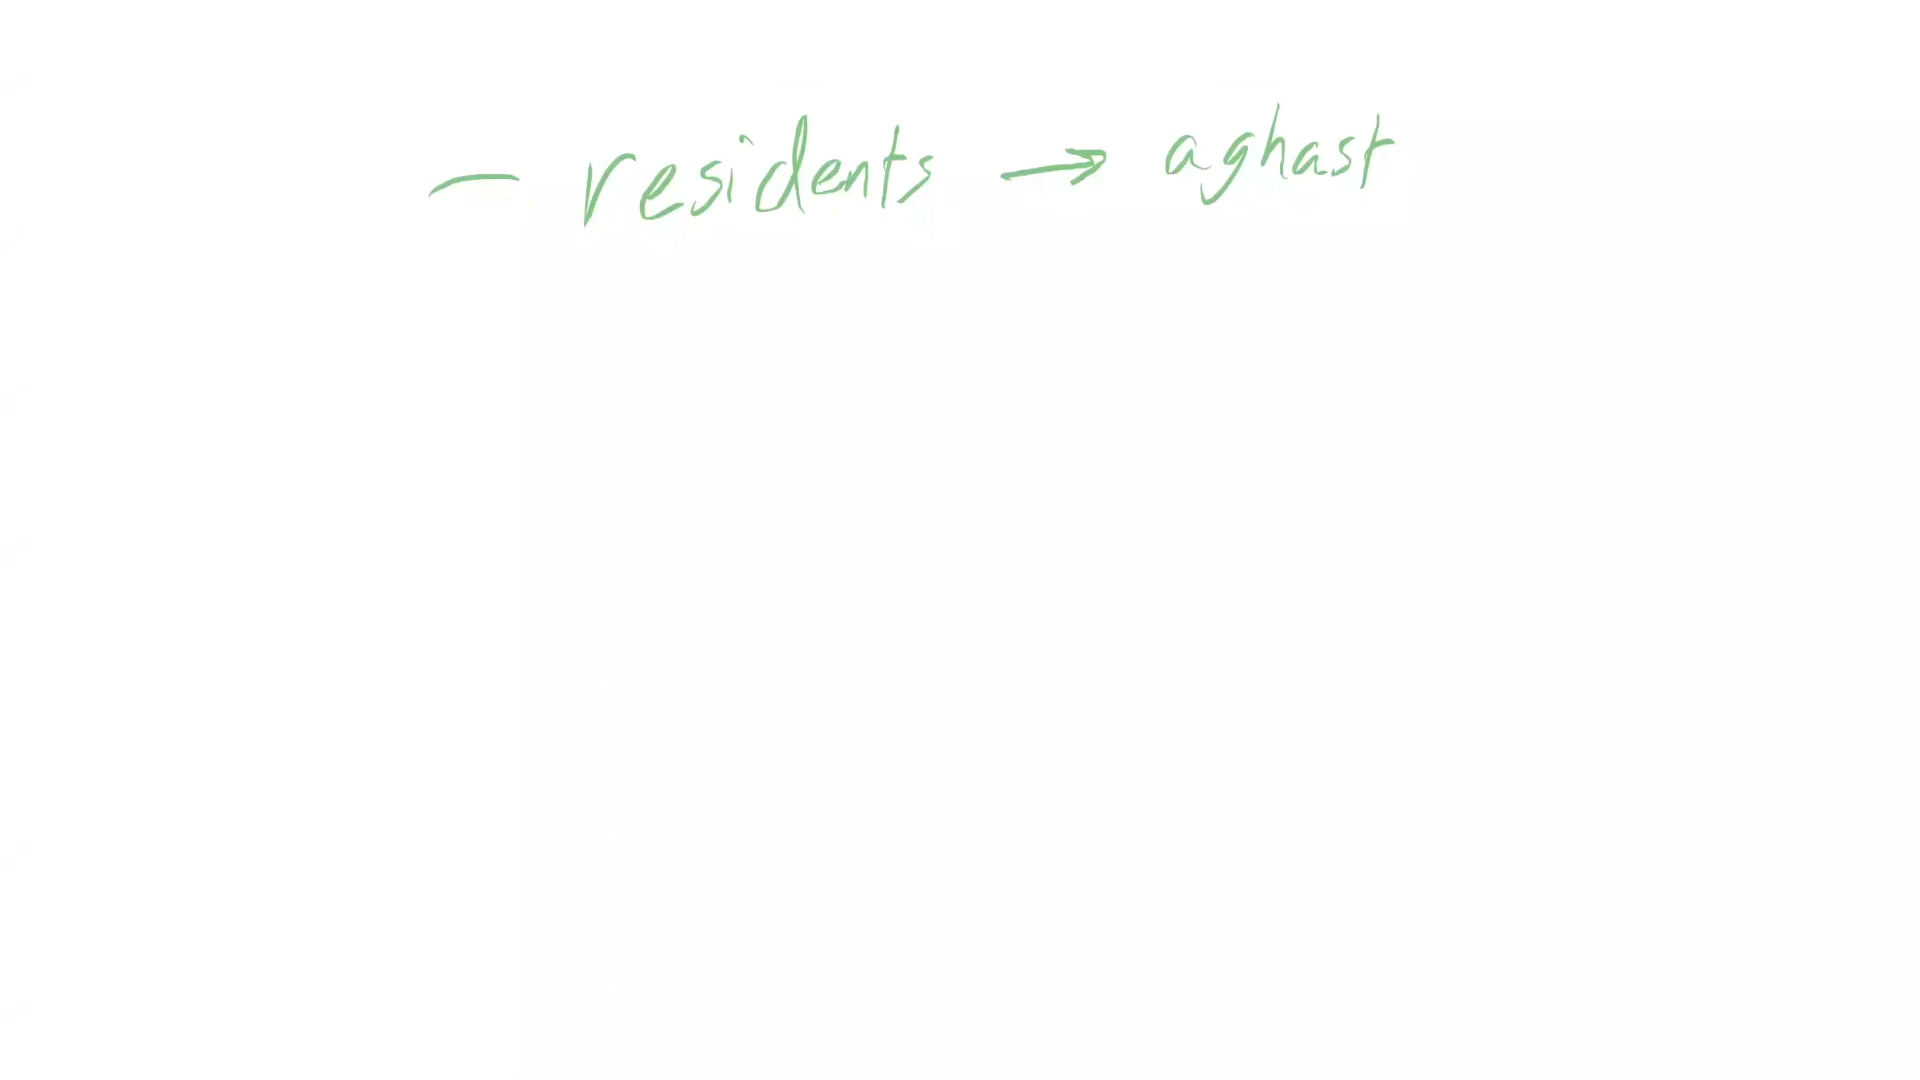 — residents → aghast